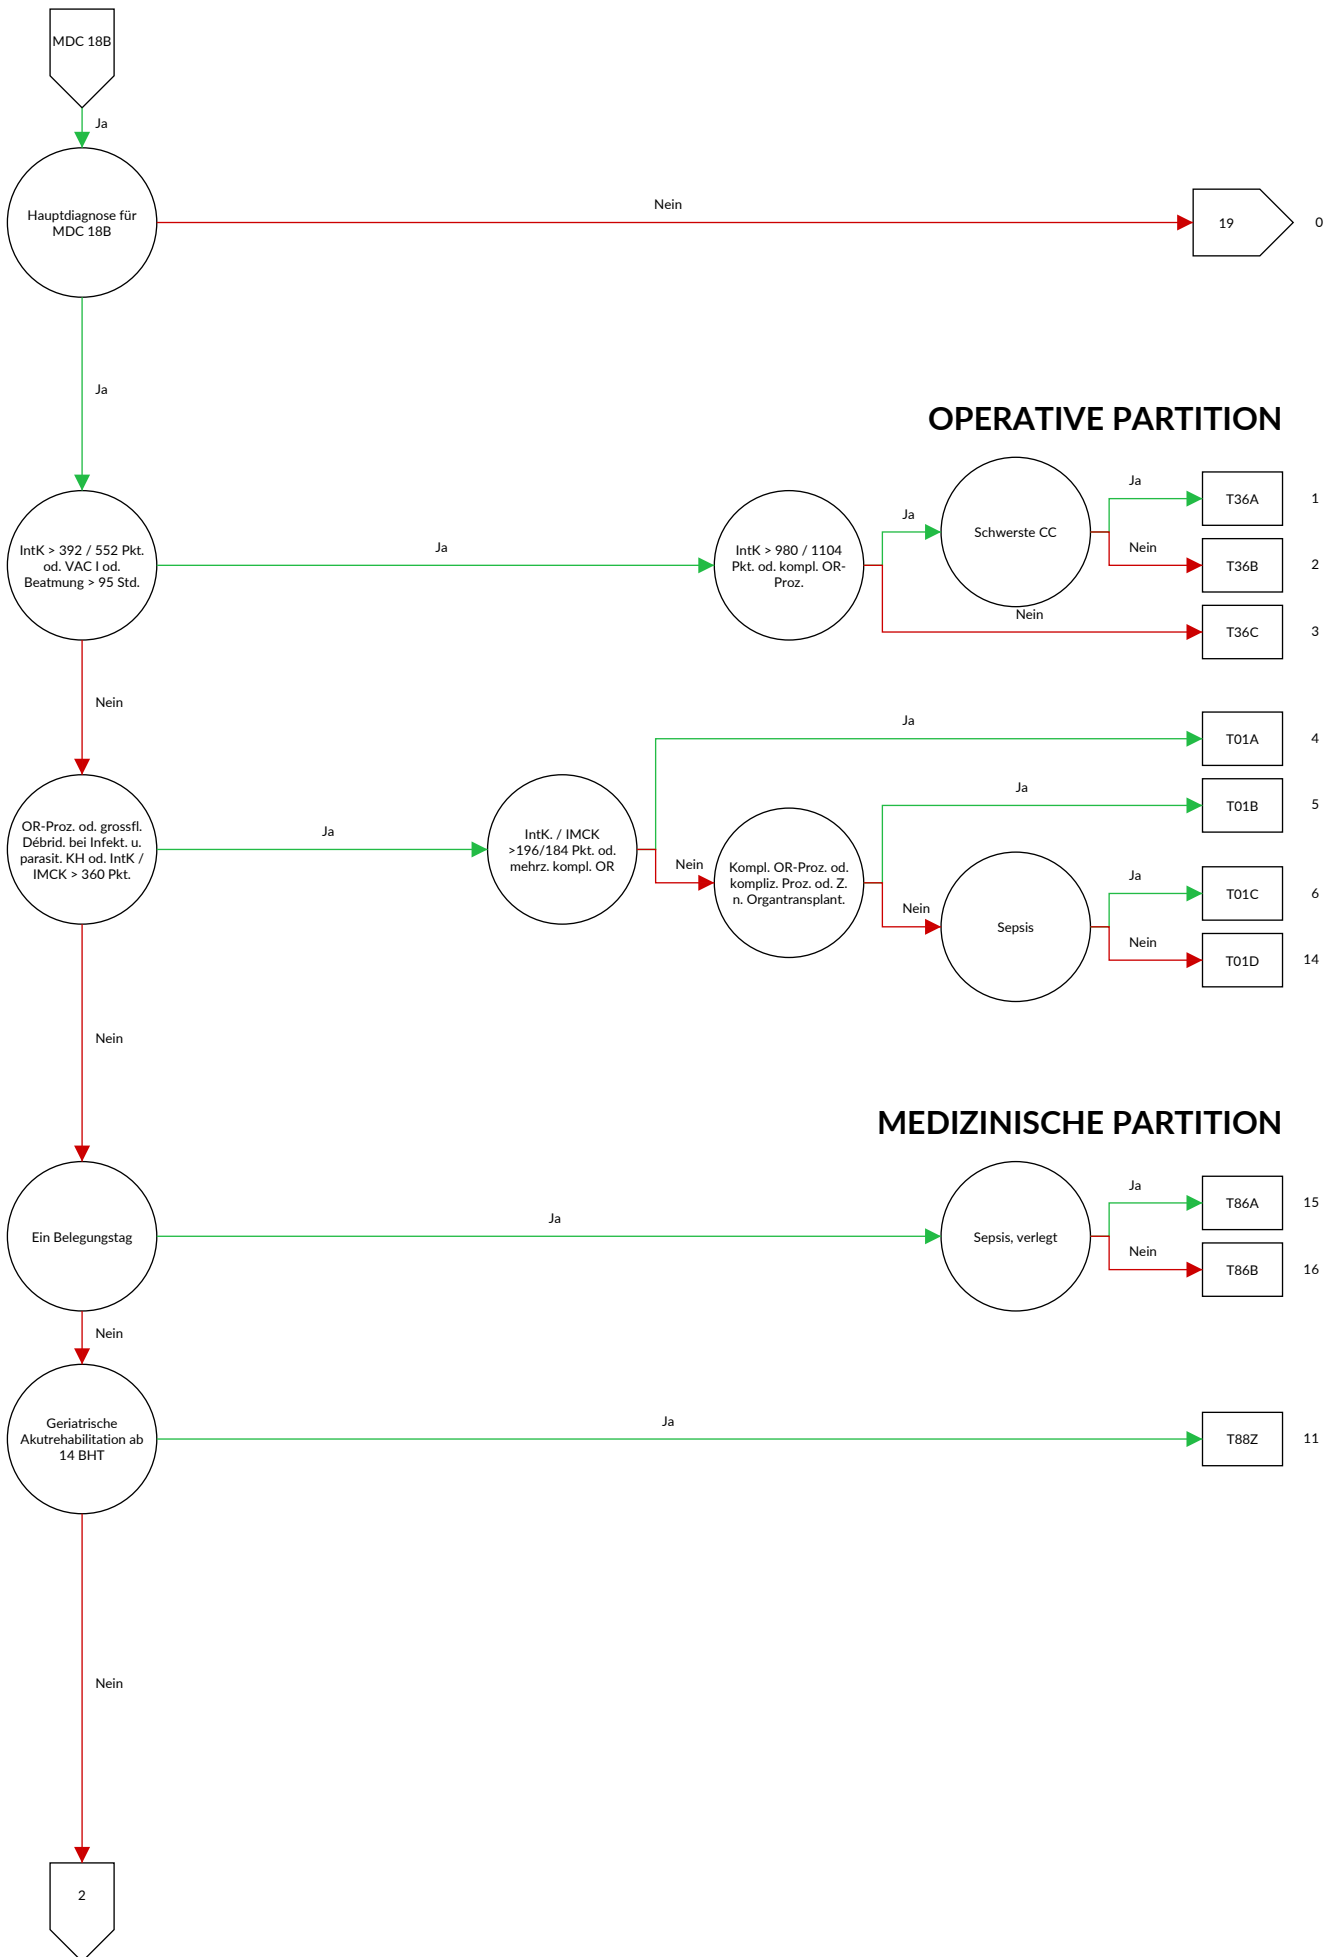 MDC 18B
Ja
Hauptdiagnose für
MDC 18B
Nein
19
0
Ja
OPERATIVE PARTITION
IntK > 392 / 552 Pkt.
od. VAC I od.
Beatmung > 95 Std.
Ja
IntK > 980 / 1104
Pkt. od. kompl. OR-
Proz.
Ja
Schwerste CC
Ja
T36A
1
Nein
T36B
2
Nein
T36C
3
Nein
OR-Proz. od. grossfl.
Débrid. bei Infekt. u.
parasit. KH od. IntK /
IMCK > 360 Pkt.
Ja
IntK. / IMCK
>196/184 Pkt. od.
mehrz. kompl. OR
Ja
T01A
4
Nein
Kompl. OR-Proz. od.
kompliz. Proz. od. Z.
n. Organtransplant.
Ja
T01B
5
Nein
Sepsis
Ja
T01C
6
Nein
T01D
14
Nein
MEDIZINISCHE PARTITION
Ein Belegungstag
Ja
Sepsis, verlegt
Ja
T86A
15
Nein
T86B
16
Nein
Geriatrische
Akutrehabilitation ab
14 BHT
Ja
T88Z
11
Nein
2